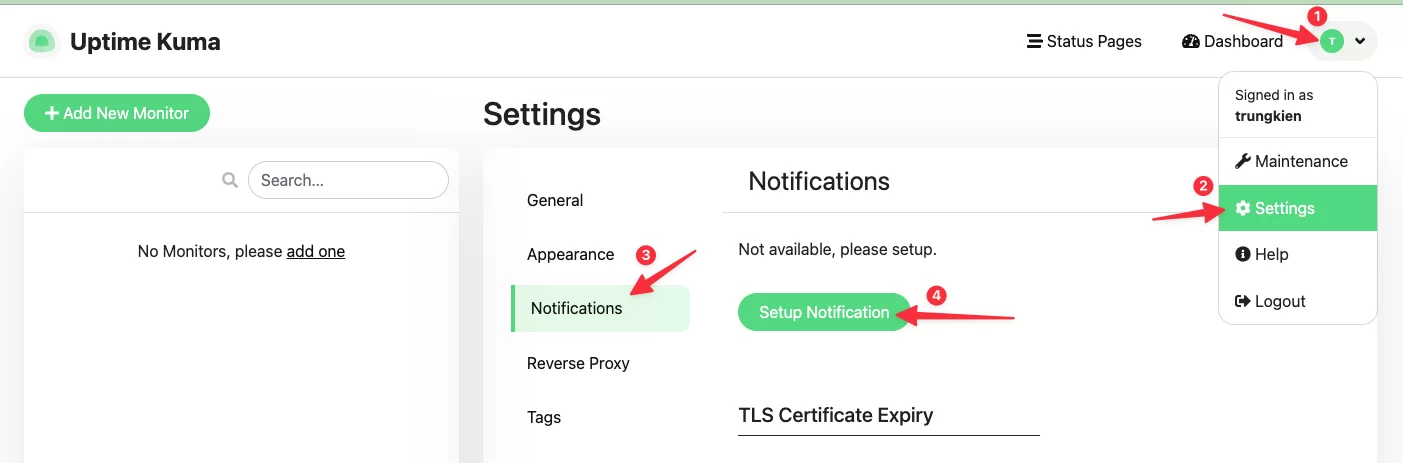 Uptime Kuma
Status Pages
Dashboard
1
T
Add New Monitor
Settings
Signed in as
trungkien
Maintenance
2
Settings
Help
Logout
Search...
No Monitors, please add one
General
Appearance
3
Notifications
Reverse Proxy
Tags
Notifications
Not available, please setup.
4
Setup Notification
TLS Certificate Expiry